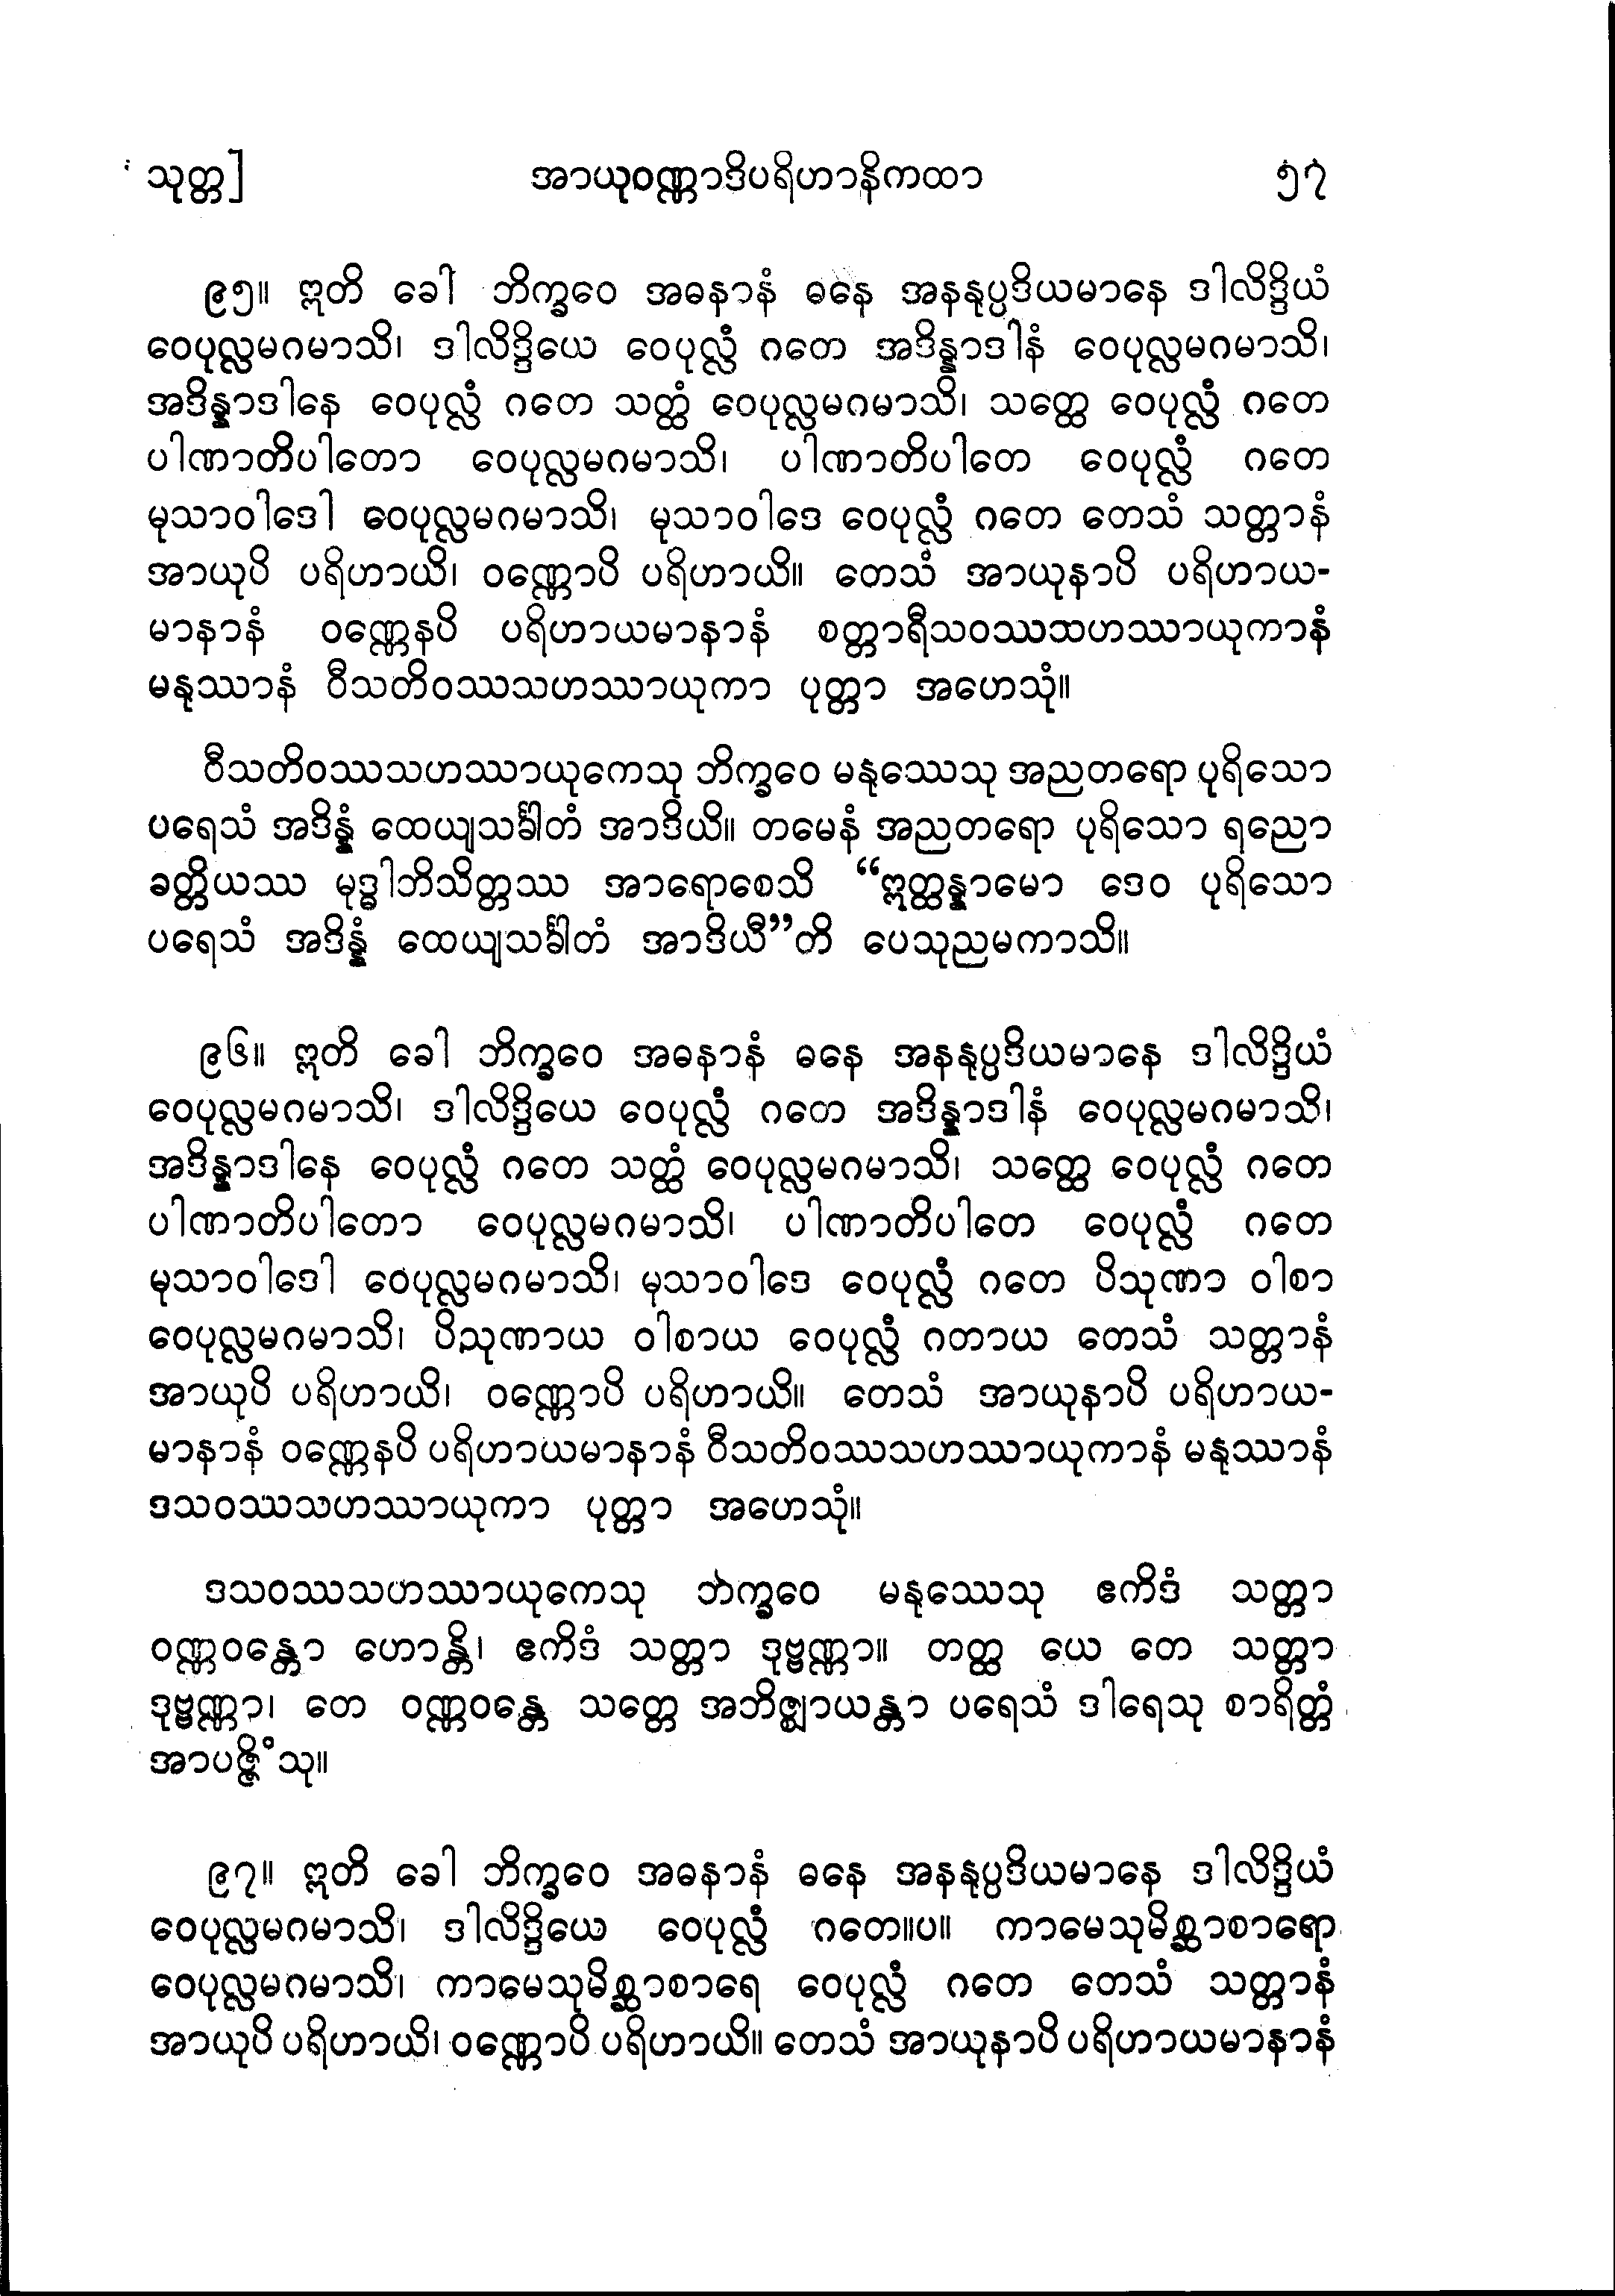 သုတ္တ] အာယုဝဏ္ဏာဒိပရိဟာနိကထာ ၅၇
၉၅။ ဣတိ ခေါ ဘိက္ခဝေ အဓနာနံ ဓနေ အနနုပ္ပဒိယမာနေ ဒါလိဒ္ဒိယံ
ဝေပုလ္လမဂမာသိ၊ ဒါလိဒ္ဒိယေ ဝေပုလ္လံ ဂတေ အဒိန္နာဒါနံ ဝေပုလ္လမဂမာသိ၊
အဒိန္နာဒါနေ ဝေပုလ္လံ ဂတေ သတ္ထံ ဝေပုလ္လမဂမာသိ၊ သတ္ထေ ဝေပုလ္လံ ဂတေ
ပါဏာတိပါတော ဝေပုလ္လမဂမာသိ၊ ပါဏာတိပါတေ ဝေပုလ္လံ ဂတေ
မုသာဝါဒေါ ဝေပုလ္လမဂမာသိ၊ မုသာဝါဒေ ဝေပုလ္လံ ဂတေ တေသံ သတ္တာနံ
အာယုပိ ပရိဟာယိ၊ ဝဏ္ဏောပိ ပရိဟာယိ။ တေသံ အာယုနာပိ ပရိဟာယ-
မာနာနံ ဝဏ္ဏေနပိ ပရိဟာယမာနာနံ စတ္တာရီသဝဿသဟဿာယုကာနံ
မနုဿာနံ ဝီသတိဝဿသဟဿာယုကာ ပုတ္တာ အဟေသုံ။
ဝီသတိဝဿသဟဿာယုကေသု ဘိက္ခဝေ မနုဿေသု အညတရော ပုရိသော
ပရေသံ အဒိန္နံ ထေယျသင်္ခါတံ အာဒိယိ။ တမေနံ အညတရော ပုရိသော ရညော
ခတ္တိယဿ မုဒ္ဓါဘိသိတ္တဿ အာရောစေသိ “ဣတ္ထန္နာမော ဒေဝ ပုရိသော
ပရေသံ အဒိန္နံ ထေယျသင်္ခါတံ အာဒိယီ”တိ ပေသုညမကာသိ။
၉၆။ ဣတိ ခေါ ဘိက္ခဝေ အဓနာနံ ဓနေ အနနုပ္ပဒိယမာနေ ဒါလိဒ္ဒိယံ
ဝေပုလ္လမဂမာသိ၊ ဒါလိဒ္ဒိယေ ဝေပုလ္လံ ဂတေ အဒိန္နာဒါနံ ဝေပုလ္လမဂမာသိ၊
အဒိန္နာဒါနေ ဝေပုလ္လံ ဂတေ သတ္ထံ ဝေပုလ္လမဂမာသိ၊ သတ္ထေ ဝေပုလ္လံ ဂတေ
ပါဏာတိပါတော ဝေပုလ္လမဂမာသိ၊ ပါဏာတိပါတေ ဝေပုလ္လံ ဂတေ
မုသာဝါဒေါ ဝေပုလ္လမဂမာသိ၊ မုသာဝါဒေ ဝေပုလ္လံ ဂတေ ပိသုဏာ ဝါစာ
ဝေပုလ္လမဂမာသိ၊ ပိသုဏာယ ဝါစာယ ဝေပုလ္လံ ဂတာယ တေသံ သတ္တာနံ
အာယုပိ ပရိဟာယိ၊ ဝဏ္ဏောပိ ပရိဟာယိ။ တေသံ အာယုနာပိ ပရိဟာယ-
မာနာနံ ဝဏ္ဏေနပိ ပရိဟာယမာနာနံ ဝီသတိဝဿသဟဿာယုကာနံ မနုဿာနံ
ဒသဝဿသဟဿာယုကာ ပုတ္တာ အဟေသုံ။
ဒသဝဿသဟဿာယုကေသု ဘိက္ခဝေ မနုဿေသု ဧကိဒံ သတ္တာ
ဝဏ္ဏဝန္တော ဟောန္တိ၊ ဧကိဒံ သတ္တာ ဒုဗ္ဗဏ္ဏာ။ တတ္ထ ယေ တေ သတ္တာ
ဒုဗ္ဗဏ္ဏာ၊ တေ ဝဏ္ဏဝန္တေ သတ္တေ အဘိဇ္ဈာယန္တာ ပရေသံ ဒါရေသု စာရိတ္တံ
အာပဇ္ဇိံသု။
၉၇။ ဣတိ ခေါ ဘိက္ခဝေ အဓနာနံ ဓနေ အနနုပ္ပဒိယမာနေ ဒါလိဒ္ဒိယံ
ဝေပုလ္လမဂမာသိ၊ ဒါလိဒ္ဒိယေ ဝေပုလ္လံ ဂတေ။ပ။ ကာမေသုမိစ္ဆာစာရော
ဝေပုလ္လမဂမာသိ၊ ကာမေသုမိစ္ဆာစာရေ ဝေပုလ္လံ ဂတေ တေသံ သတ္တာနံ
အာယုပိ ပရိဟာယိ၊ ဝဏ္ဏောပိ ပရိဟာယိ။ တေသံ အာယုနာပိ ပရိဟာယမာနာနံ